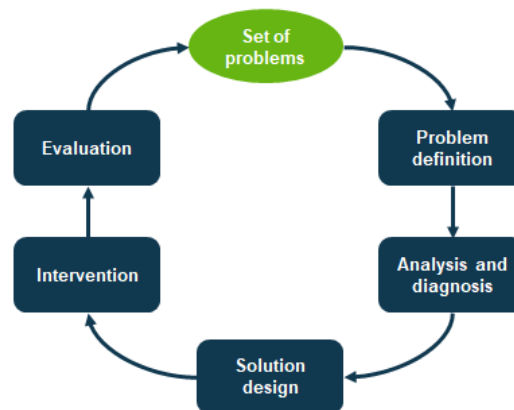 Set of
problems
Problem
definition
Analysis and
diagnosis
Solution
design
Intervention
Evaluation